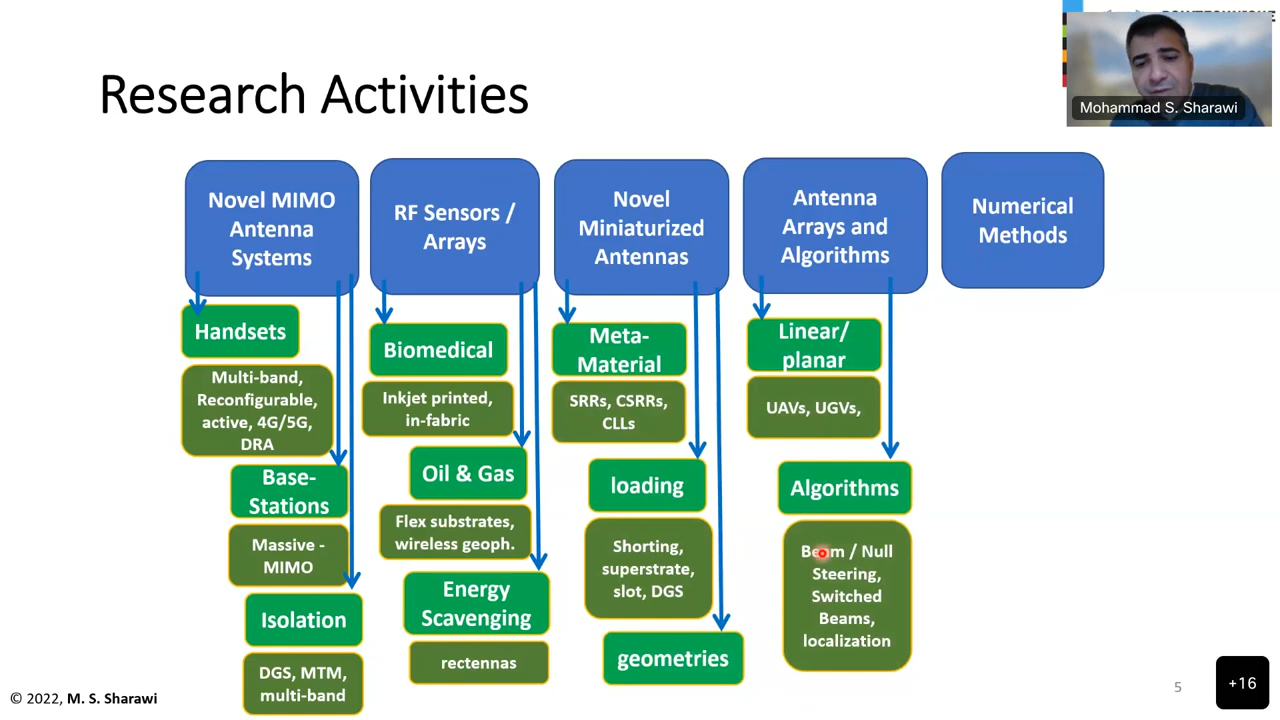 Research Activities
Mohammad S. Sharawi
Novel MIMO
Antenna
Systems
Handsets
Multi-band,
Reconfigurable,
active, 4G/5G,
DRA
Base-
Stations
Massive -
MIMO
Isolation
DGS, MTM,
multi-band
RF Sensors /
Arrays
Biomedical
Inkjet printed,
in-fabric
Oil & Gas
Flex substrates,
wireless geoph.
Energy
Scavenging
rectennas
Novel
Miniaturized
Antennas
Meta-
Material
SRRs, CSRRs,
CLLs
loading
Shorting,
superstrate,
slot, DGS
geometries
Antenna
Arrays and
Algorithms
Linear/
planar
UAVs, UGVs,
Algorithms
Beam / Null
Steering,
Switched
Beams,
localization
Numerical
Methods
© 2022, M. S. Sharawi
5
+16